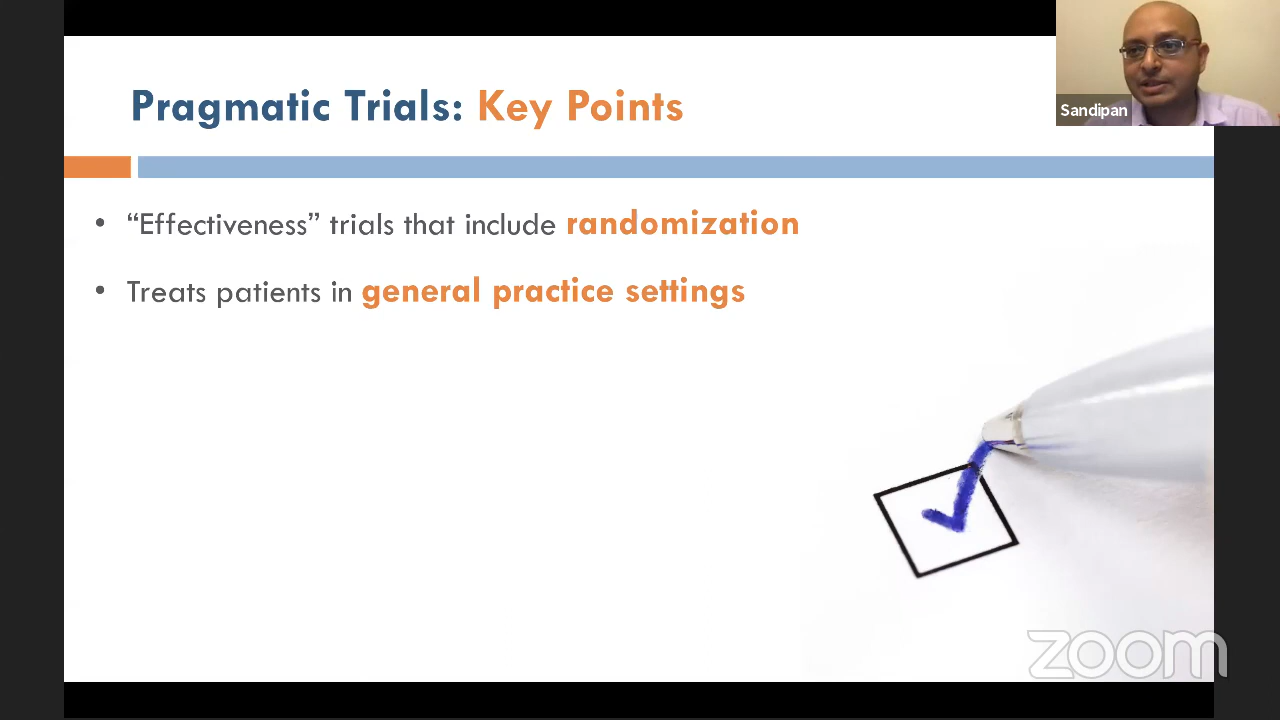 Pragmatic Trials: Key Points
Sandipan
• “Effectiveness” trials that include randomization
• Treats patients in general practice settings
zoom